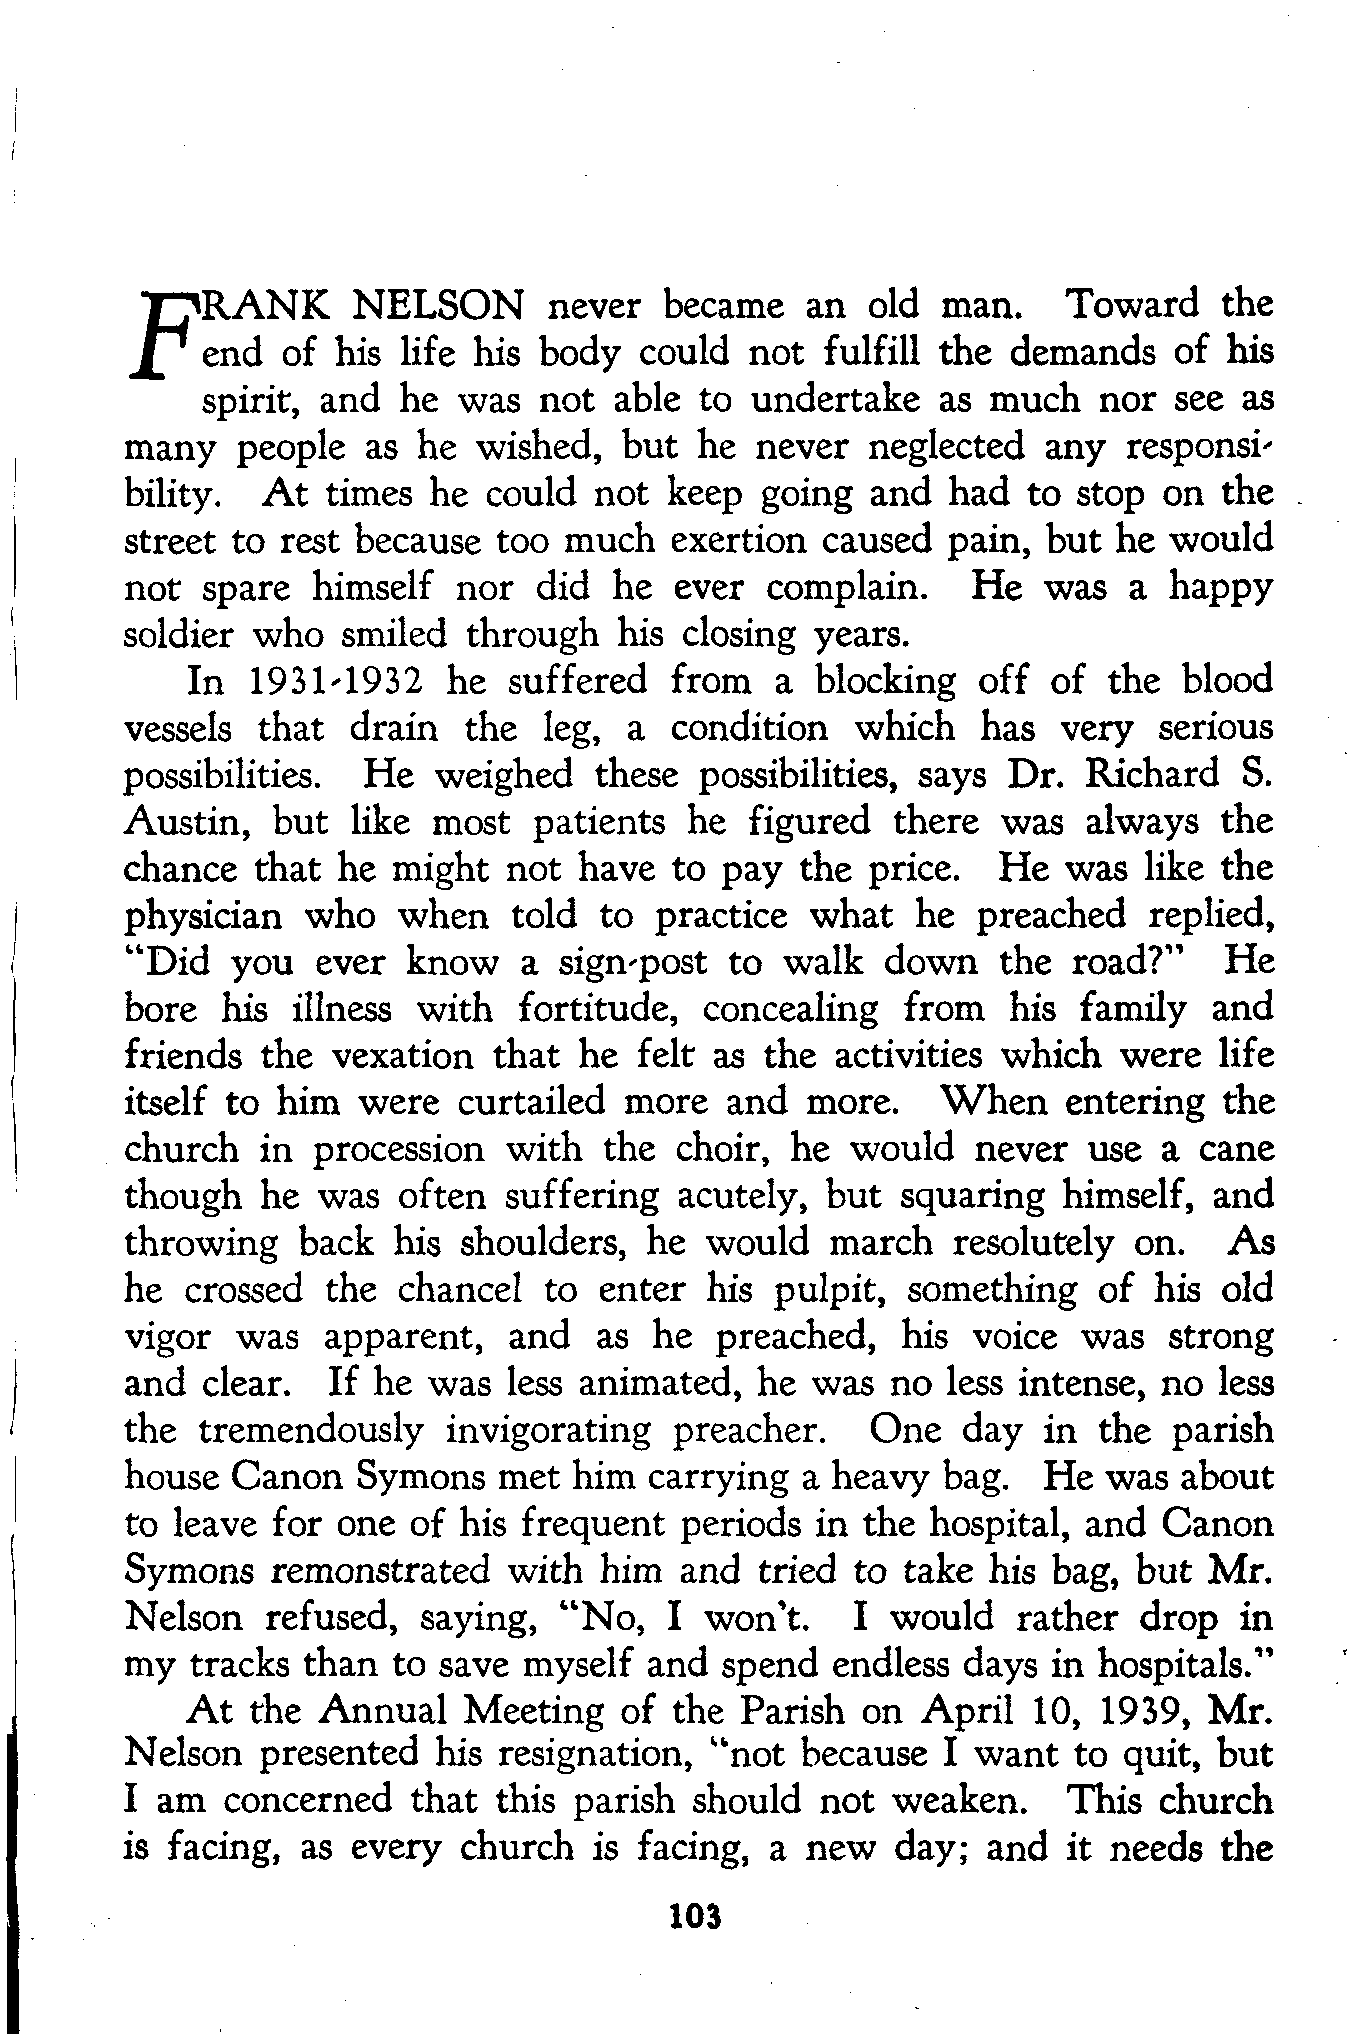 FRANK NELSON never became an old man. Toward the
end of his life his body could not fulfill the demands of his
spirit, and he was not able to undertake as much nor see as
many people as he wished, but he never neglected any responsi-
bility. At times he could not keep going and had to stop on the
street to rest because too much exertion caused pain, but he would
not spare himself nor did he ever complain. He was a happy
soldier who smiled through his closing years.
In 1931-1932 he suffered from a blocking off of the blood
vessels that drain the leg, a condition which has very serious
possibilities. He weighed these possibilities, says Dr. Richard S.
Austin, but like most patients he figured there was always the
chance that he might not have to pay the price. He was like the
physician who when told to practice what he preached replied,
"Did you ever know a sign-post to walk down the road?" He
bore his illness with fortitude, concealing from his family and
friends the vexation that he felt as the activities which were life
itself to him were curtailed more and more. When entering the
church in procession with the choir, he would never use a cane
though he was often suffering acutely, but squaring himself, and
throwing back his shoulders, he would march resolutely on. As
he crossed the chancel to enter his pulpit, something of his old
vigor was apparent, and as he preached, his voice was strong
and clear. If he was less animated, he was no less intense, no less
the tremendously invigorating preacher. One day in the parish
house Canon Symons met him carrying a heavy bag. He was about
to leave for one of his frequent periods in the hospital, and Canon
Symons remonstrated with him and tried to take his bag, but Mr.
Nelson refused, saying, "No, I won't. I would rather drop in
my tracks than to save myself and spend endless days in hospitals."
At the Annual Meeting of the Parish on April 10, 1939, Mr.
Nelson presented his resignation, "not because I want to quit, but
I am concerned that this parish should not weaken. This church
is facing, as every church is facing, a new day; and it needs the
103